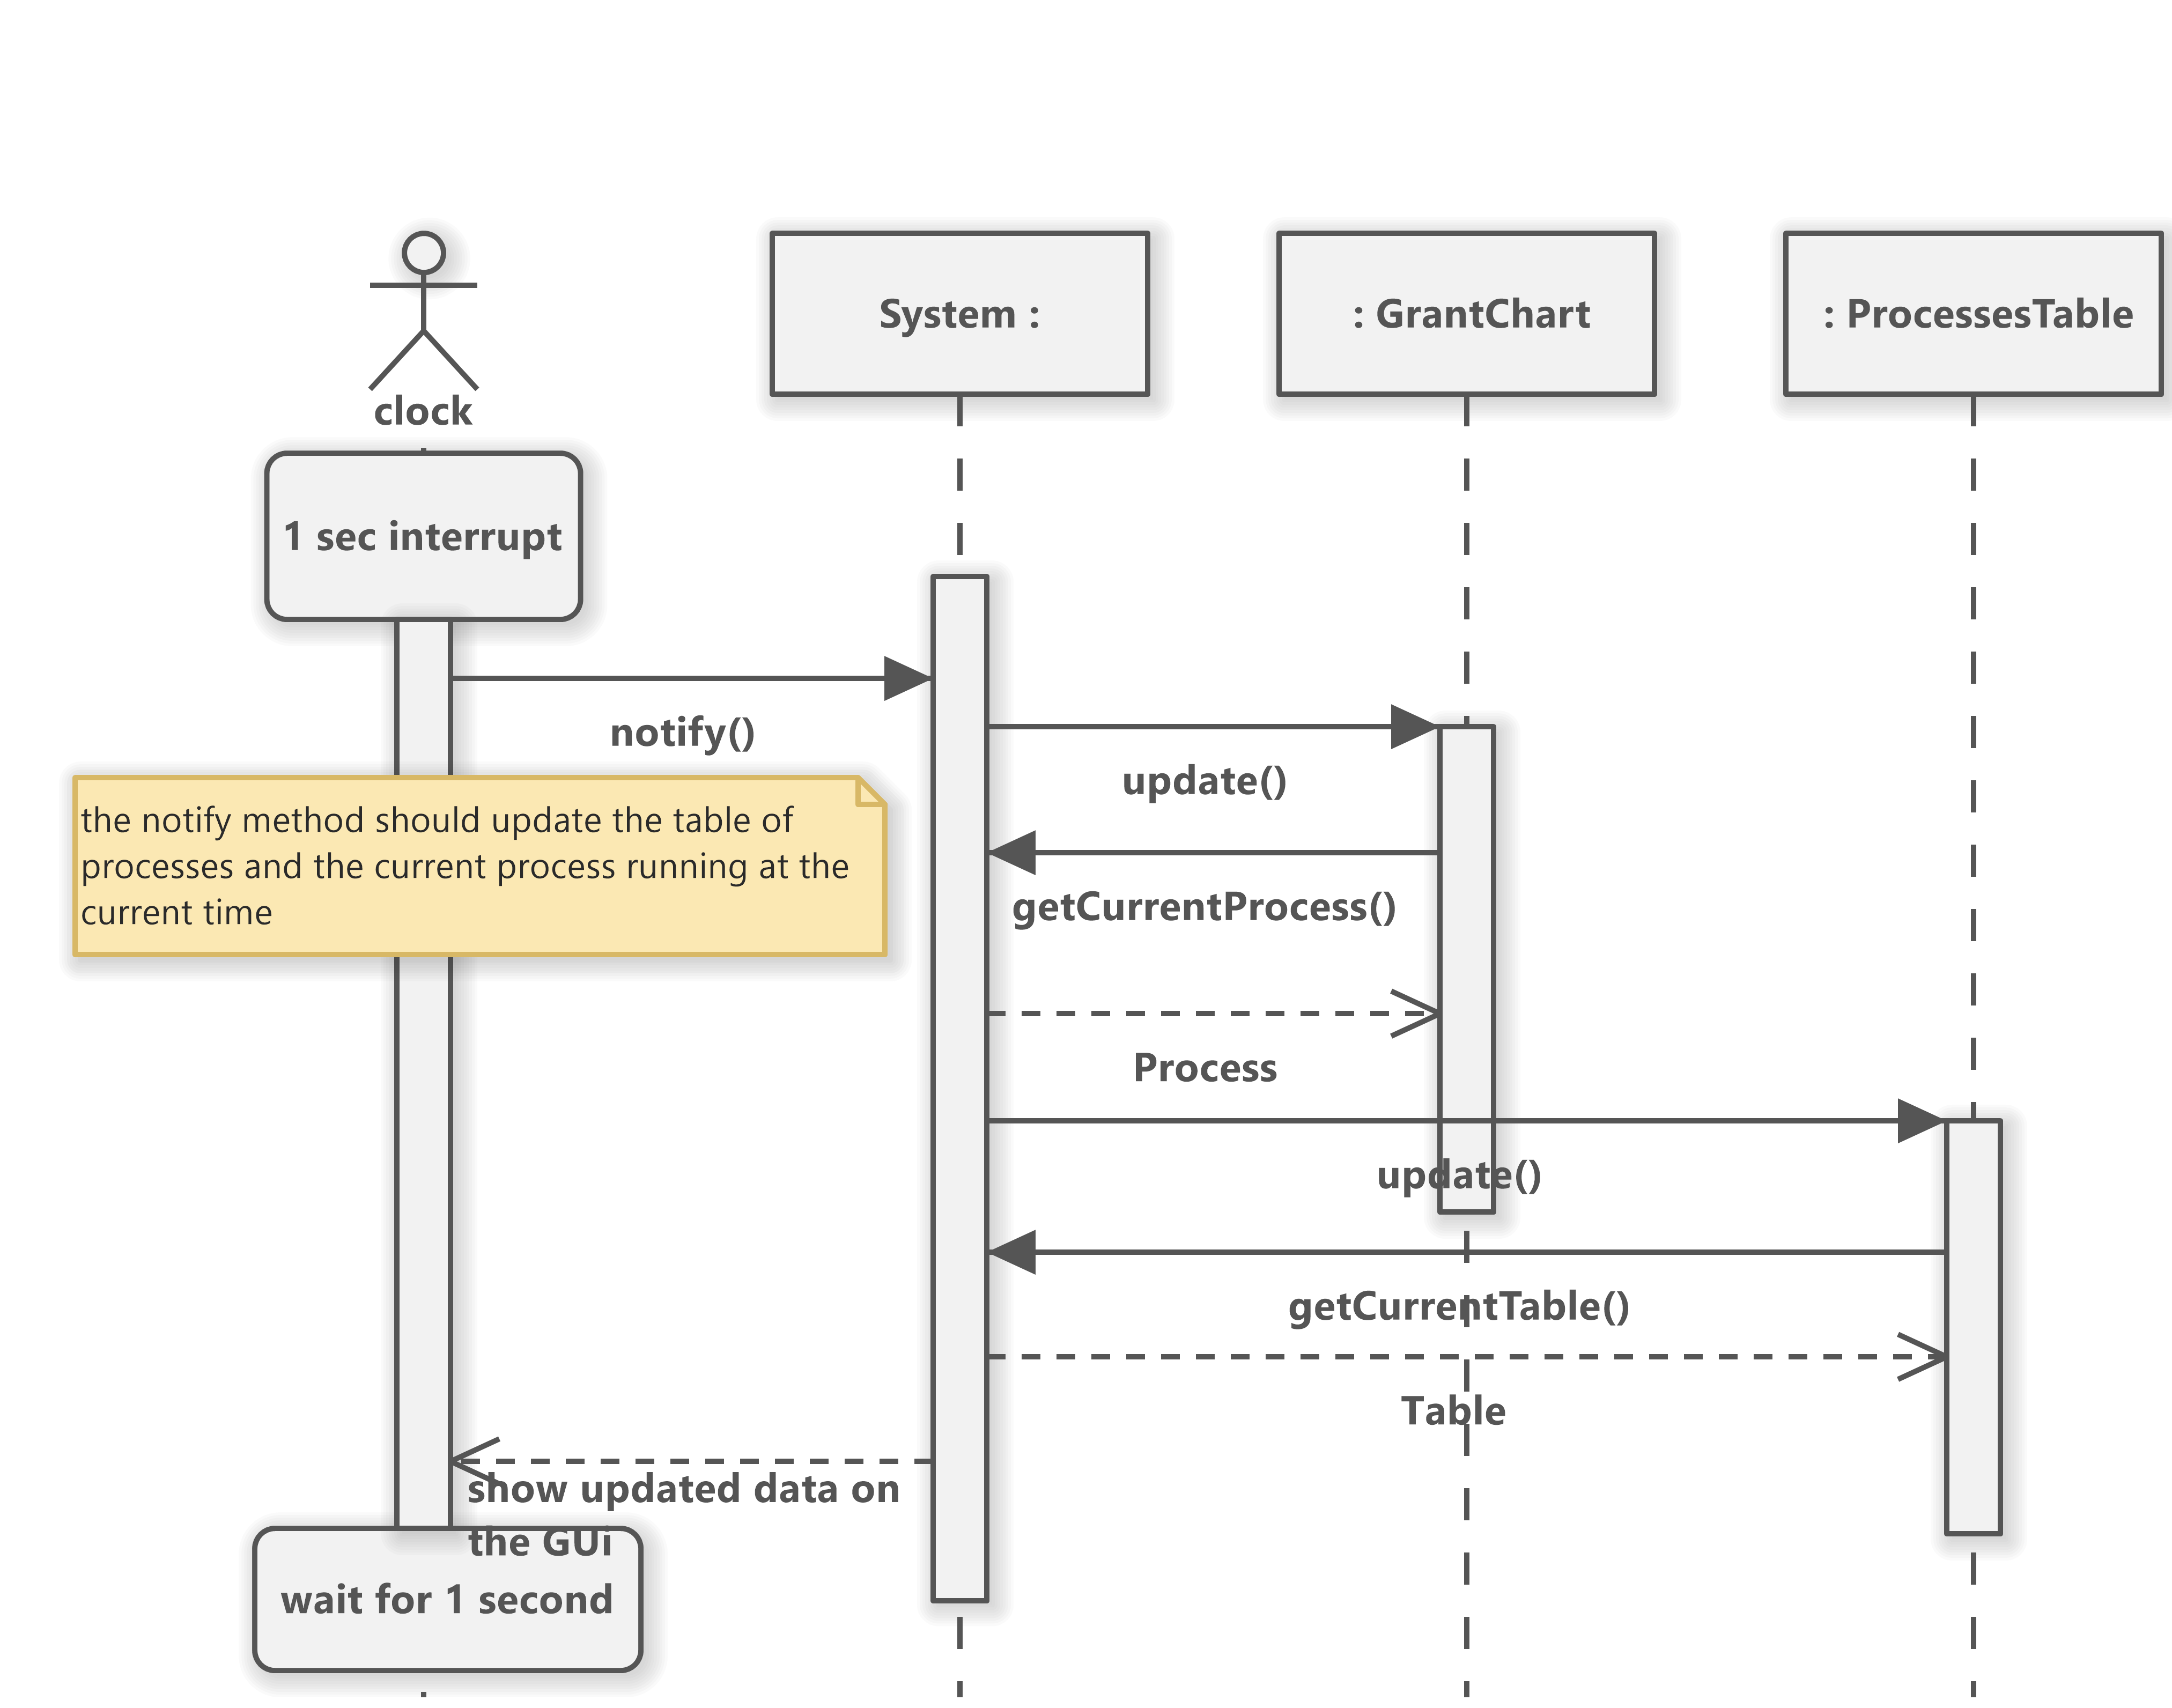 System :
: GrantChart
: ProcessesTable
clock
1 sec interrupt
notify()
update()
the notify method should update the table of
processes and the current process running at the
current time
getCurrentProcess()
Process
update()
getCurrentTable()
Table
show updated data on
the GUi
wait for 1 second